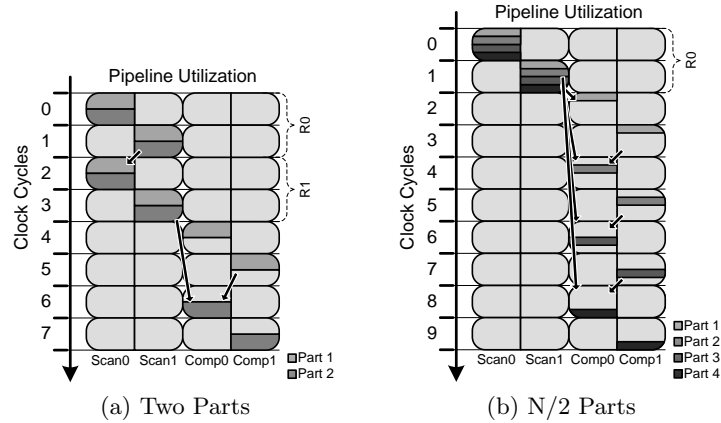 Pipeline Utilization
Clock Cycles
0
1
2
3
4
5
6
7
R0
R1
Scan0 Scan1 Comp0 Comp1
Part 1
Part 2
(a) Two Parts
Pipeline Utilization
Clock Cycles
0
1
2
3
4
5
6
7
8
9
R0
Scan0 Scan1 Comp0 Comp1
Part 1
Part 2
Part 3
Part 4
(b) N/2 Parts